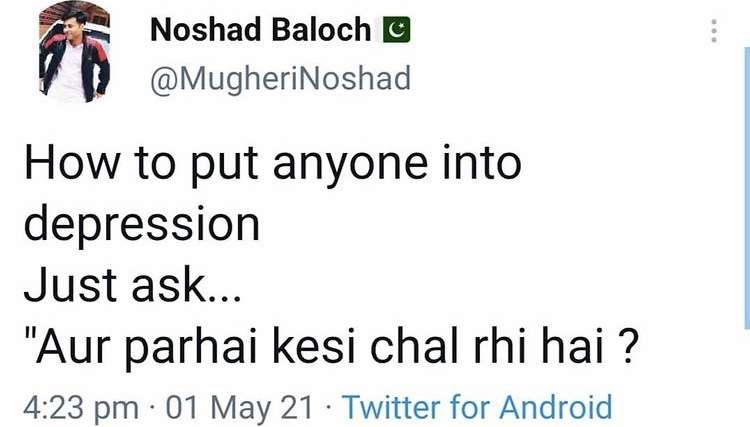 Noshad Baloch 🇵🇰
@MugheriNoshad
How to put anyone into
depression
Just ask...
"Aur parhai kesi chal rhi hai ?
4:23 pm · 01 May 21 · Twitter for Android